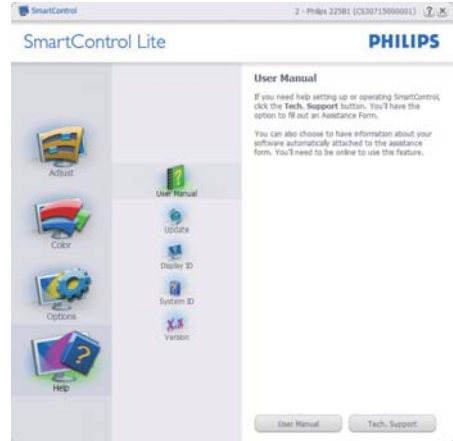 SmartControl
2 - Philips 225B1 (CS30715000001)
? X
SmartControl Lite
PHILIPS
Adjust
Color
Options
Help
User Manual
Update
Display ID
System ID
X.X
Version
User Manual
If you need help setting up or operating SmartControl,
click the Tech. Support button. You'll have the
option to fill out an Assistance Form.
You can also choose to have information about your
software automatically attached to the assistance
form. You'll need to be online to use this feature.
User Manual
Tech. Support